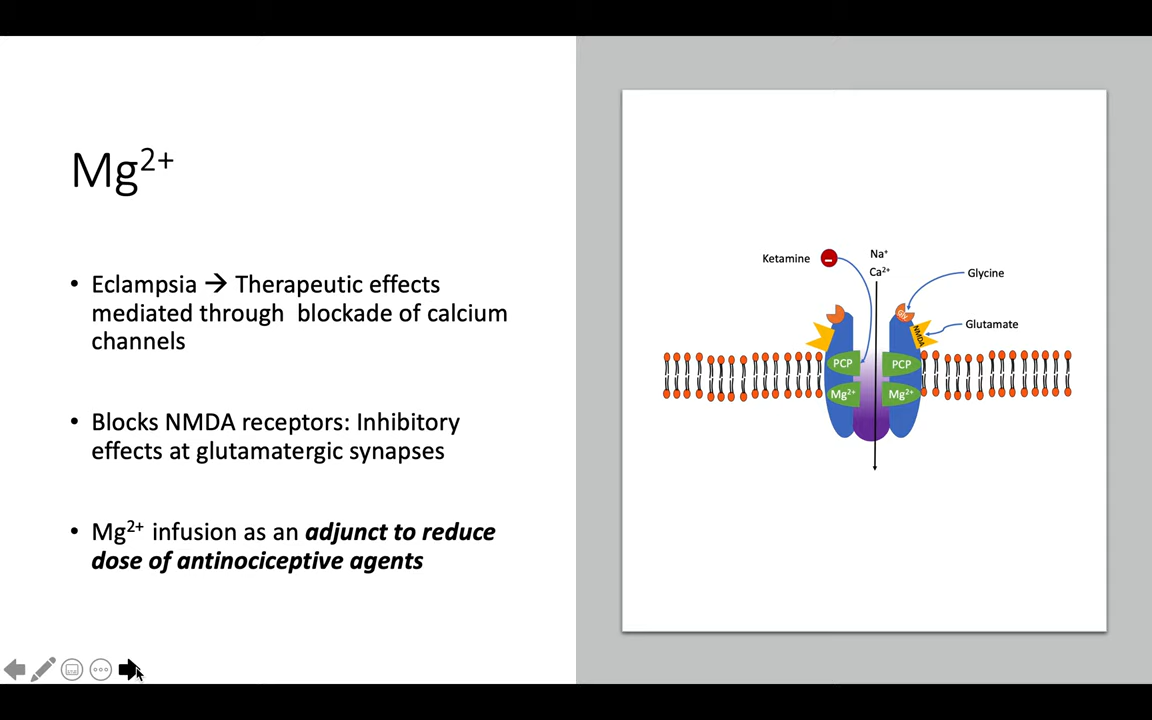 Mg2+
• Eclampsia → Therapeutic effects
mediated through blockade of calcium
channels
• Blocks NMDA receptors: Inhibitory
effects at glutamatergic synapses
• Mg2+ infusion as an adjunct to reduce
dose of antinociceptive agents
Ketamine
Na+
Ca2+
Glycine
Gly
Glutamate
NMDA
PCP
PCP
Mg2+
Mg2+